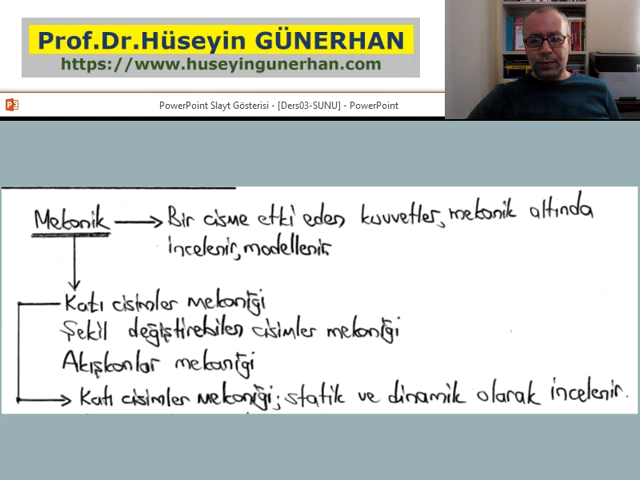 Prof.Dr.Hüseyin GÜNERHAN
https://www.huseyingunerhan.com
PowerPoint Slayt Gösterisi - [Ders03-SUNU] - PowerPoint
Mekanik → Bir cisme etki eden kuvvetler, mekanik altında
incelenir, modellenir.
Katı cisimler mekaniği
Şekil değiştirebilen cisimler mekaniği
Akışkanlar mekaniği
→ Katı cisimler mekaniği; statik ve dinamik olarak incelenir.